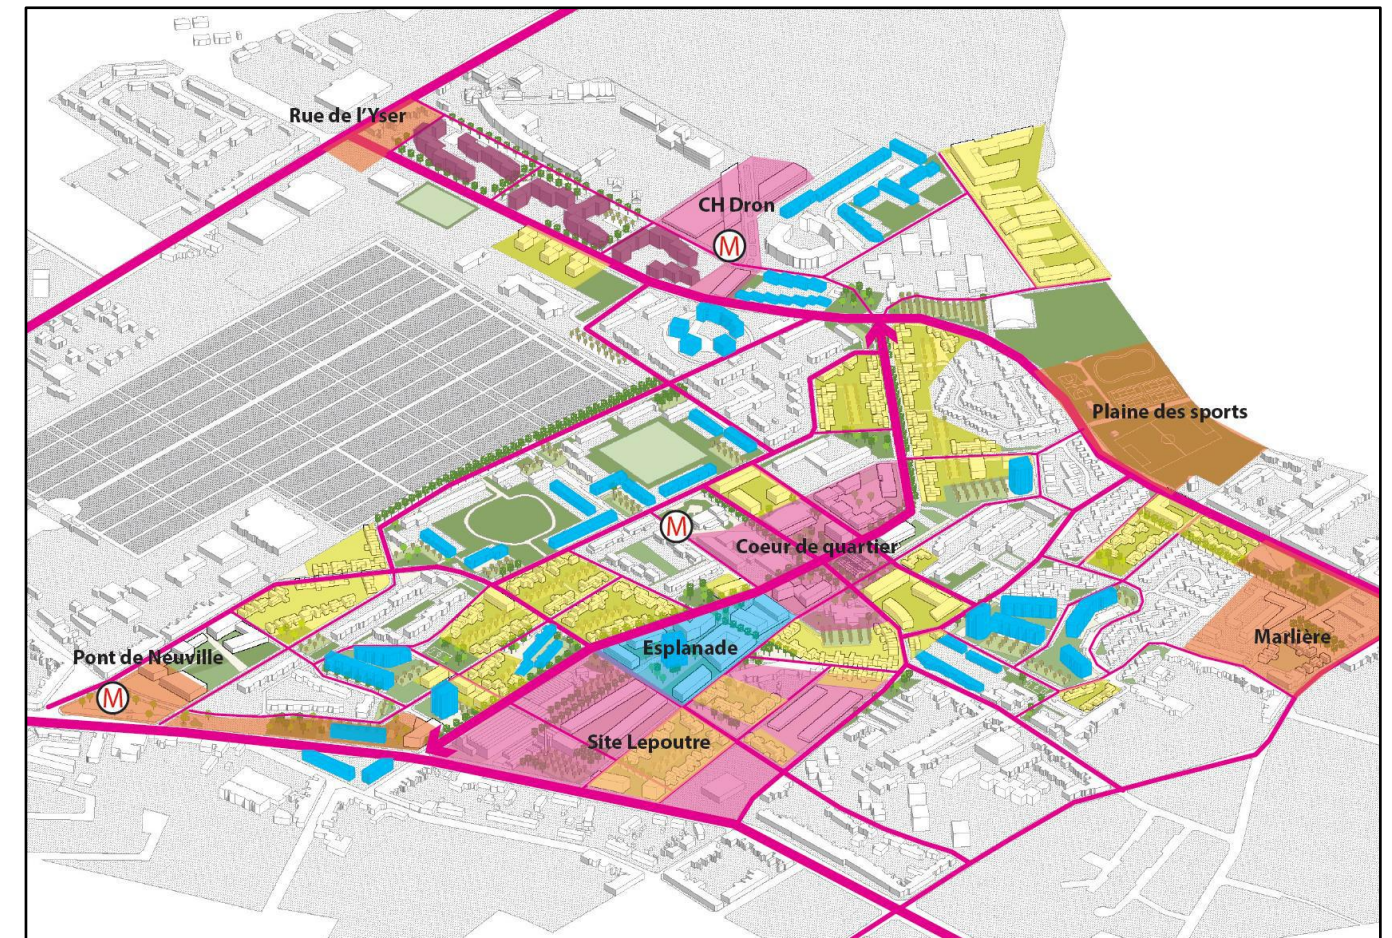 Rue de l'Yser
CH Dron
M
Plaine des sports
M
Coeur de quartier
Esplanade
Marlière
Pont de Neuville
M
Site Lepoutre